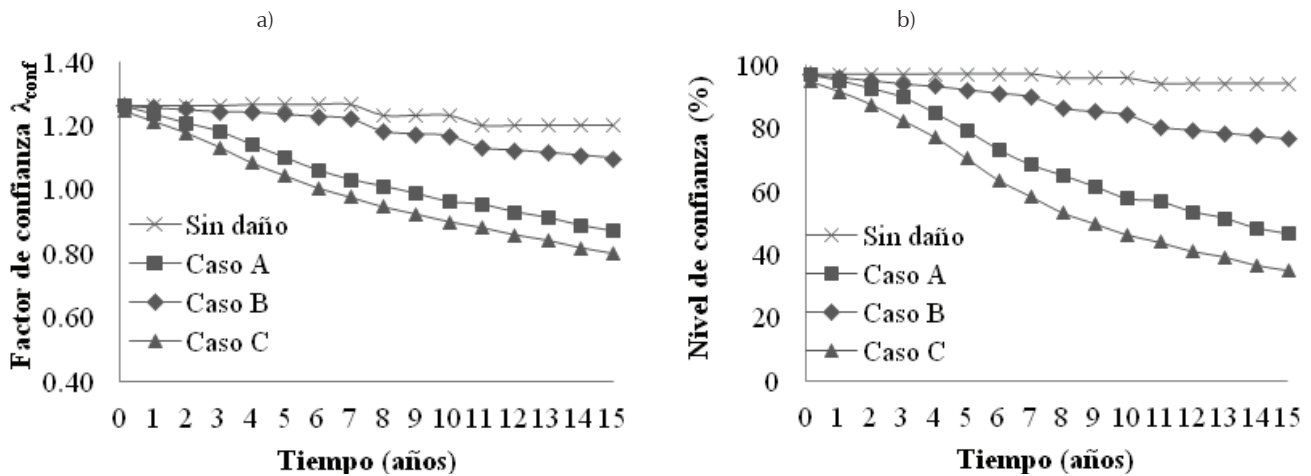 a)
Factor de confianza λconf
1.40
1.20
1.00
0.80
0.60
0.40
Sin daño
Caso A
Caso B
Caso C
0 1 2 3 4 5 6 7 8 9 10 11 12 13 14 15
Tiempo (años)
b)
Nivel de confianza (%)
100
80
60
40
20
0
Sin daño
Caso A
Caso B
Caso C
0 1 2 3 4 5 6 7 8 9 10 11 12 13 14 15
Tiempo (años)